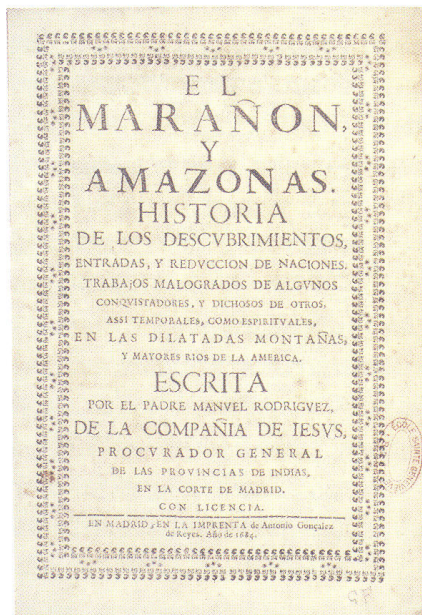 EL
MARAÑON,
Y
AMAZONAS.
HISTORIA
DE LOS DESCVBRIMIENTOS,
ENTRADAS, Y REDVCCION DE NACIONES.
TRABAJOS MALOGRADOS DE ALGVNOS
CONQVISTADORES, Y DICHOSOS DE OTROS,
ASSI TEMPORALES, COMO ESPIRITVALES,
EN LAS DILATADAS MONTAÑAS,
Y MAYORES RIOS DE LA AMERICA.
ESCRITA
POR EL PADRE MANVEL RODRIGVEZ,
DE LA COMPAÑIA DE IESVS,
PROCVRADOR GENERAL
DE LAS PROVINCIAS DE INDIAS,
EN LA CORTE DE MADRID.
CON LICENCIA.
EN MADRID, EN LA IMPRENTA de Antonio Gonçalez
de Reyes. Año de 1684.
ECOLE SAINTE